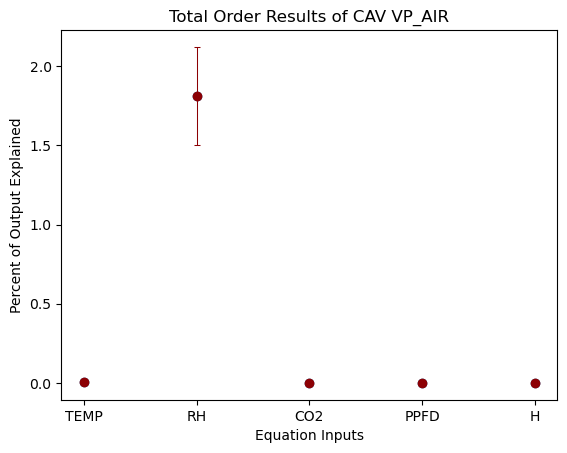 Total Order Results of CAV VP_AIR
Percent of Output Explained
2.0
1.5
1.0
0.5
0.0
TEMP RH CO2 PPFD H
Equation Inputs